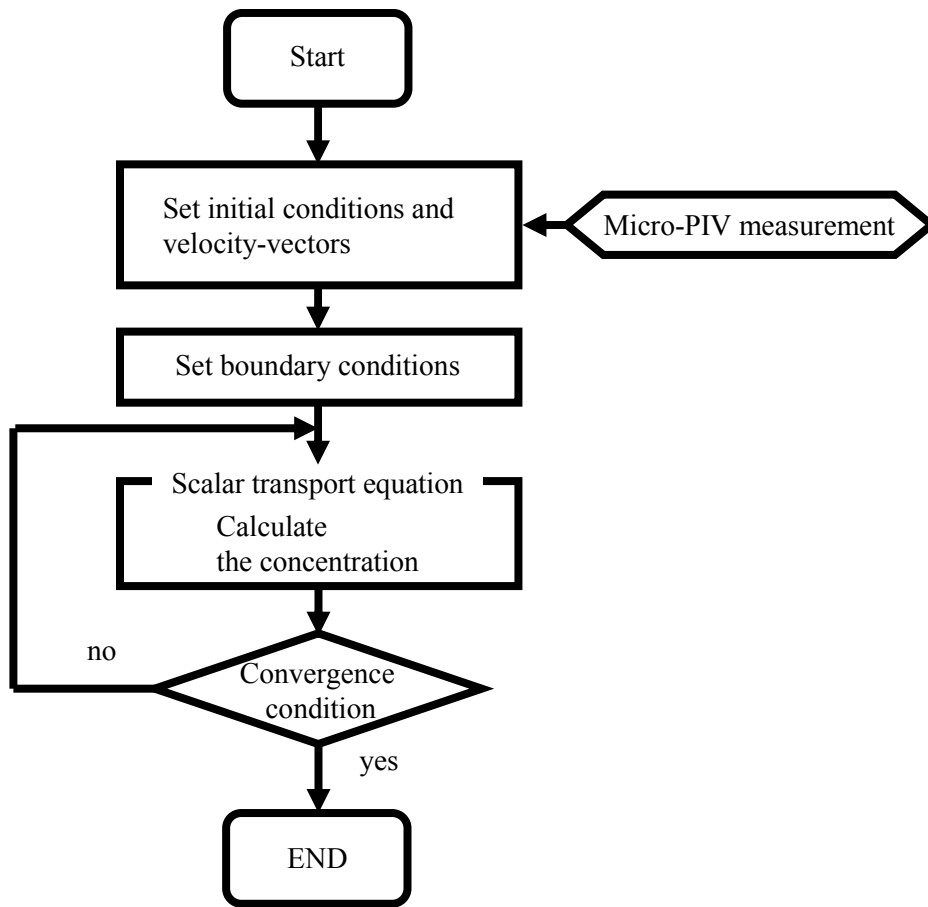 Start
Set initial conditions and
velocity-vectors
Micro-PIV measurement
Set boundary conditions
Scalar transport equation
Calculate
the concentration
no
Convergence
condition
yes
END